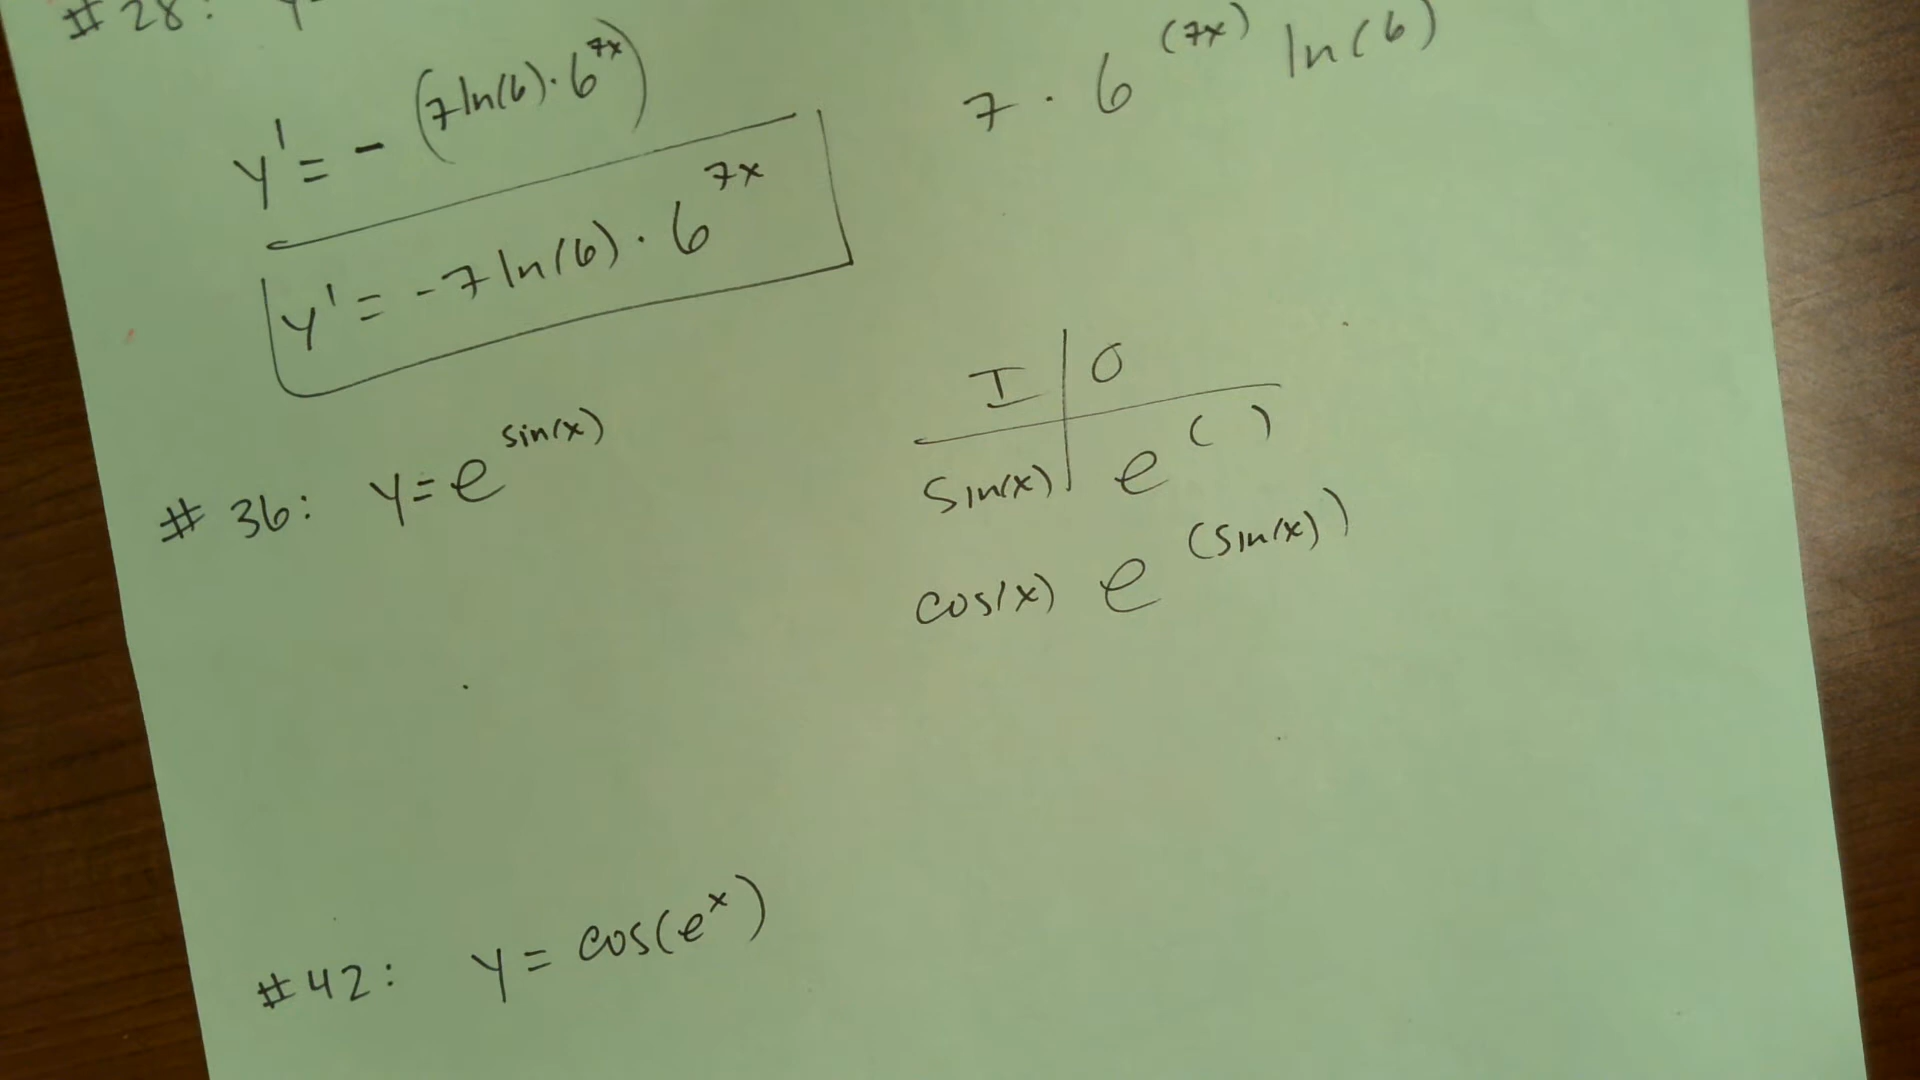 #28: Y
y' = - (7ln(6)·6^7x)
7 · 6^(7x) ln(6)
y' = -7ln(6) · 6^7x
I | O
#36: y=e^sin(x)
sin(x) | e^( )
cos(x) e^(sin(x))
#42: y = cos(e^x)